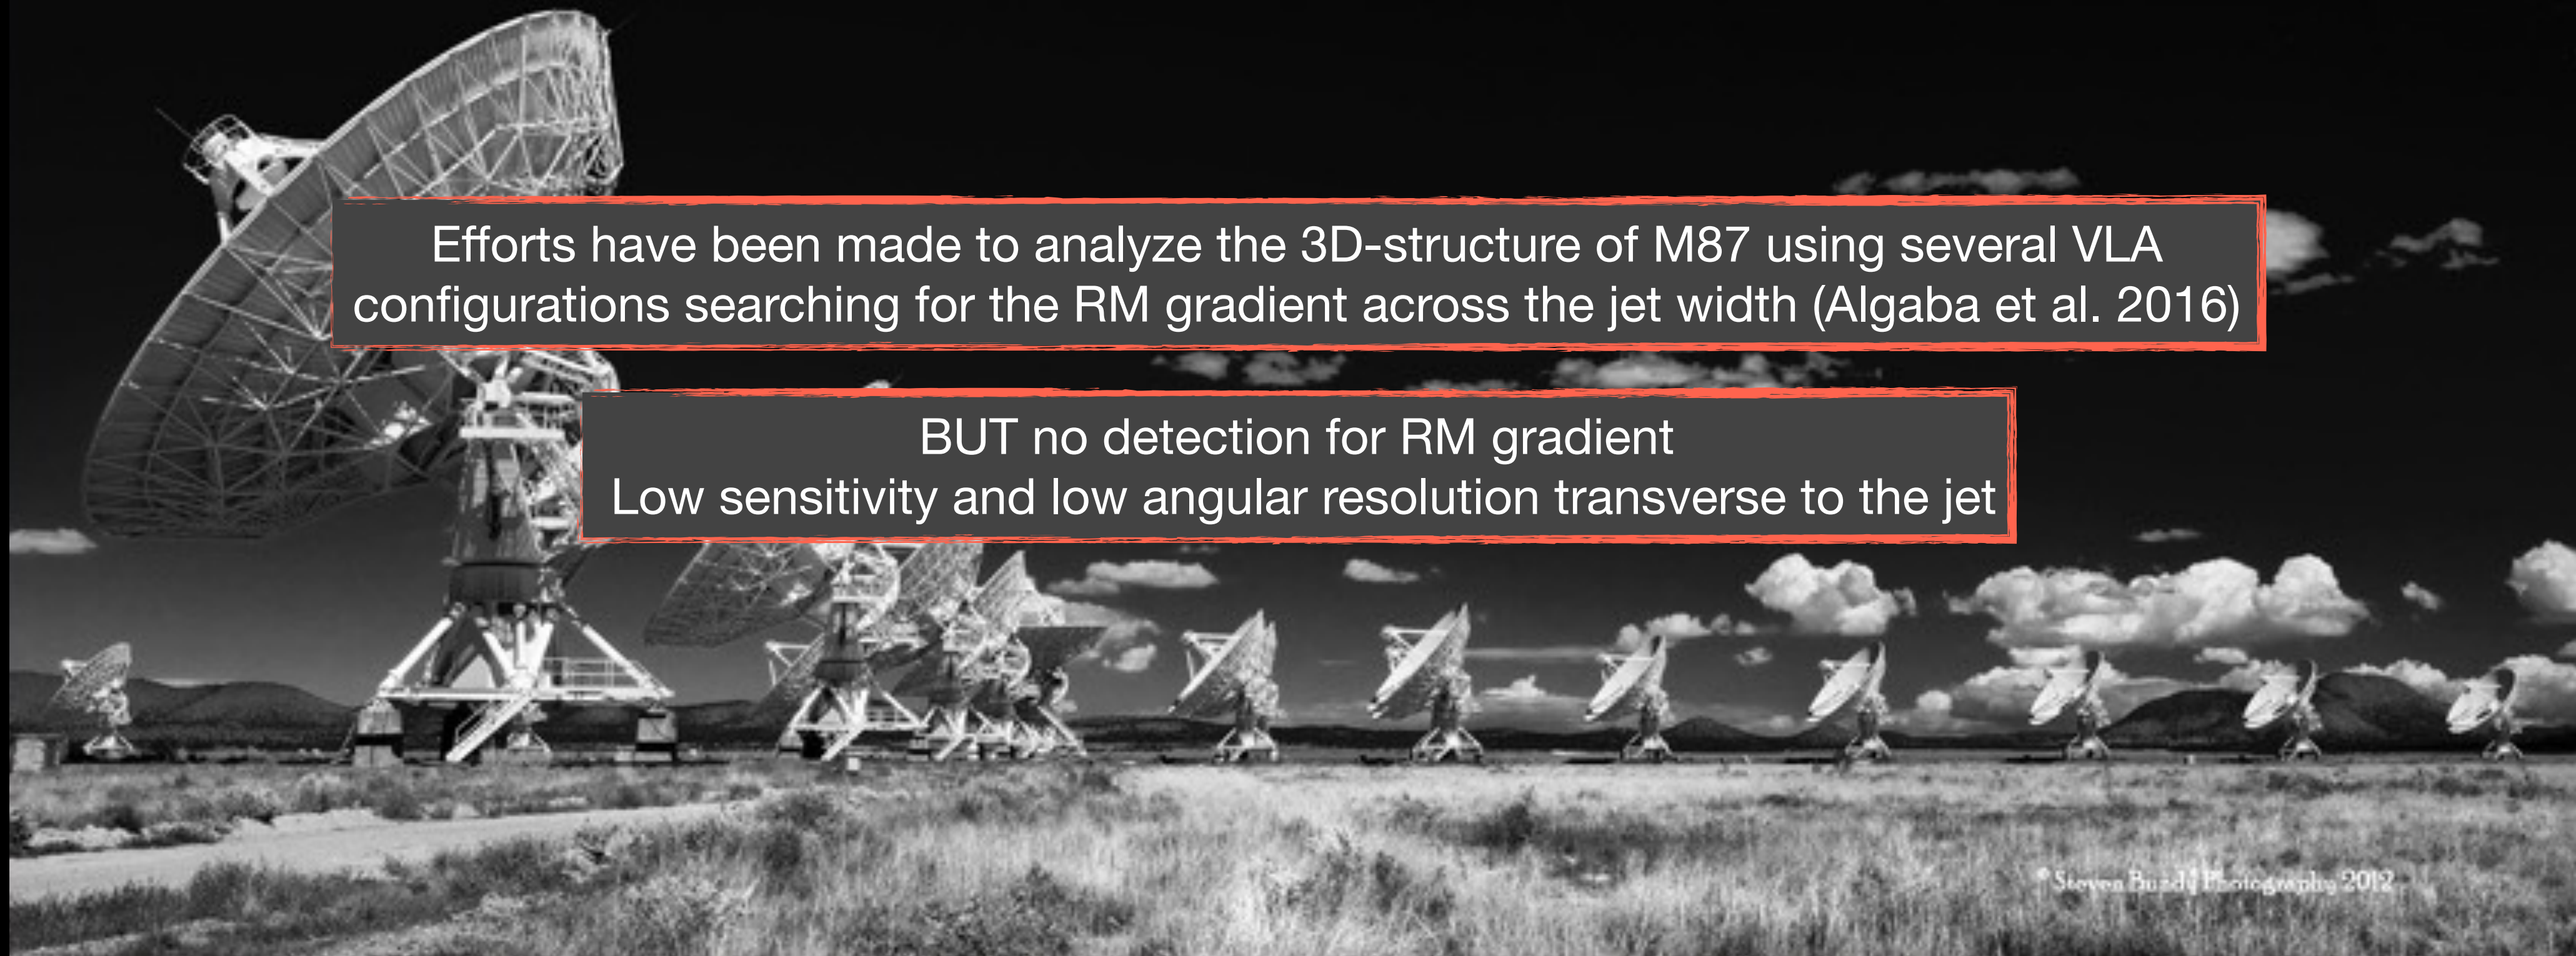 Efforts have been made to analyze the 3D-structure of M87 using several VLA
configurations searching for the RM gradient across the jet width (Algaba et al. 2016)
BUT no detection for RM gradient
Low sensitivity and low angular resolution transverse to the jet
© Steven Bundy Photography 2012